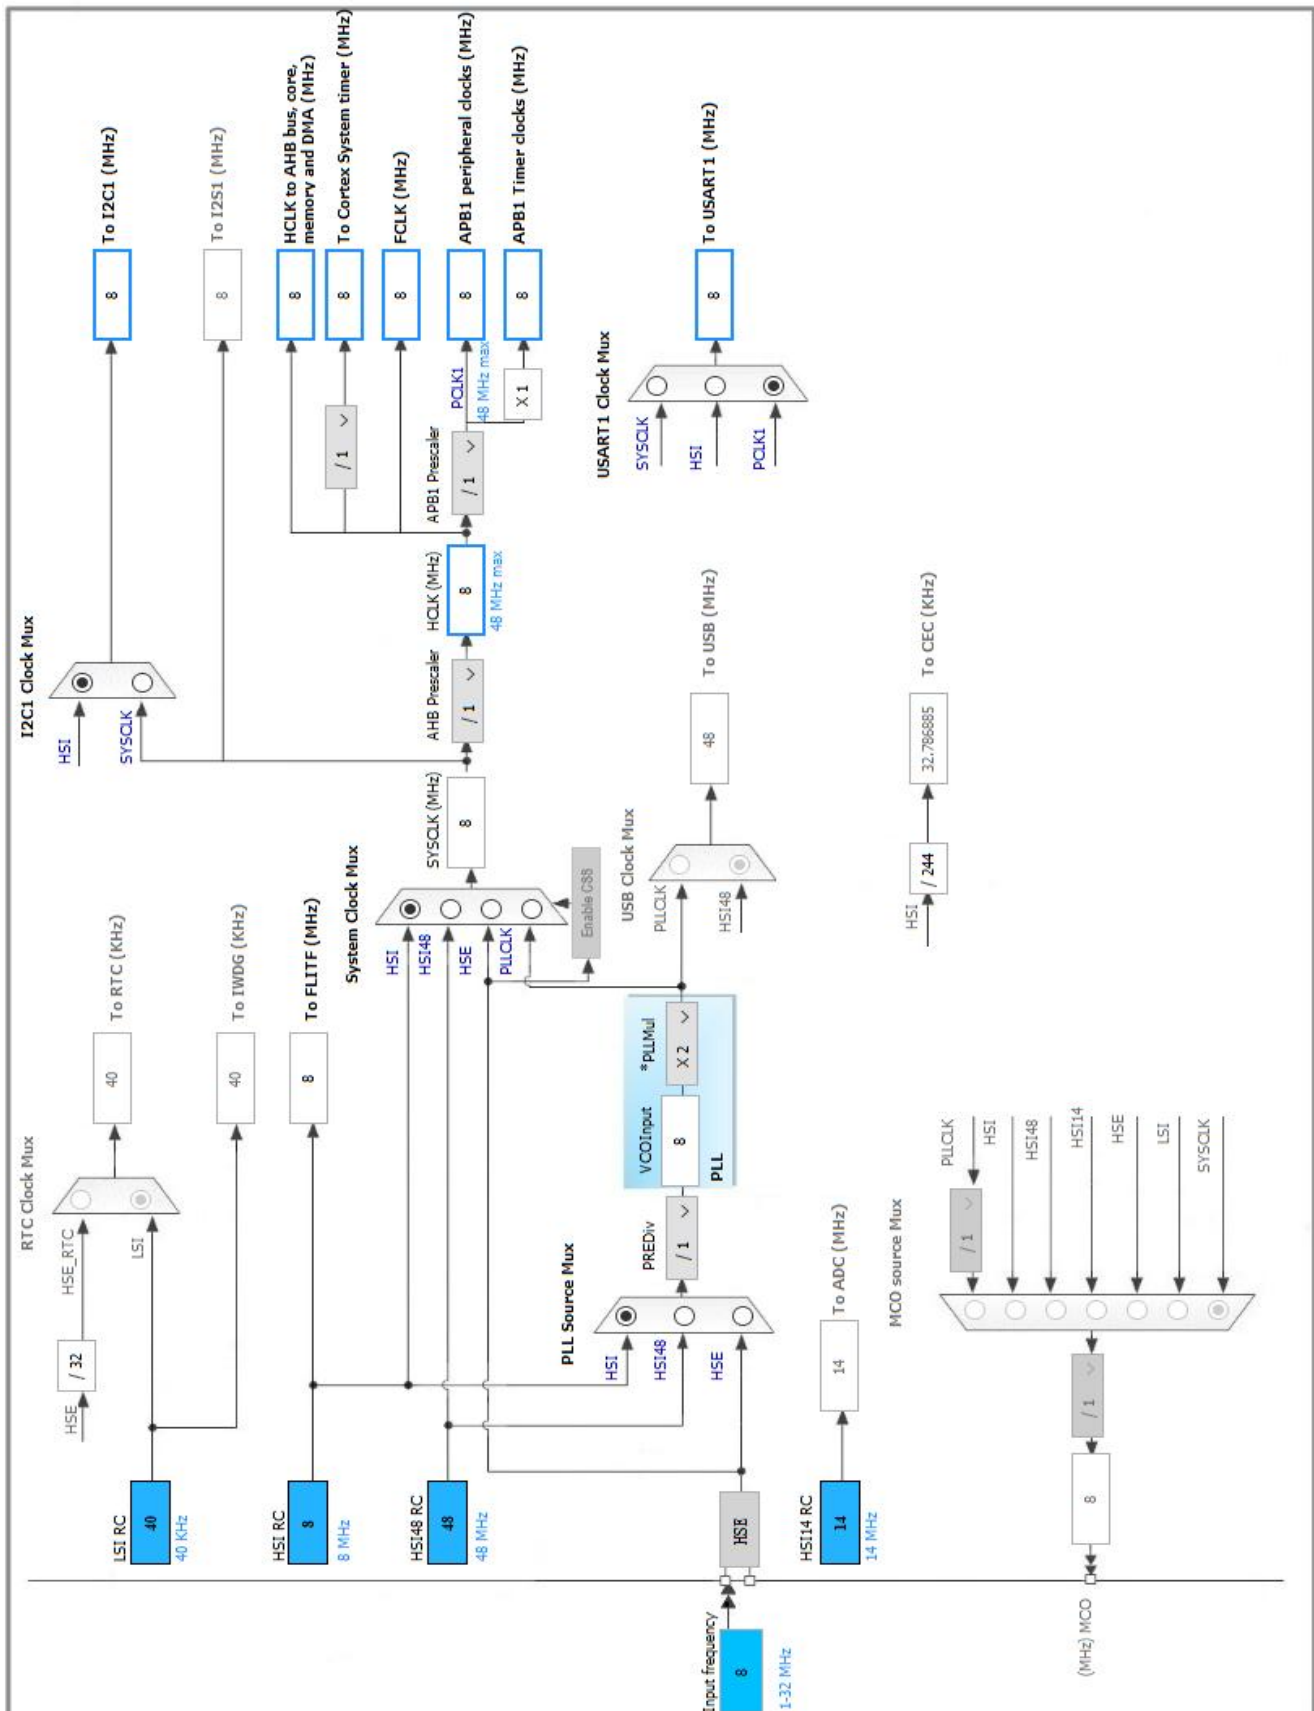 RTC Clock Mux
HSE
/ 32
HSE_RTC
LSI
40
To RTC (KHz)
LSI RC
40
40 KHz
40
To IWDG (KHz)
HSI RC
8
8 MHz
8
To FLITF (MHz)
HSI48 RC
48
48 MHz
I2C1 Clock Mux
HSI
SYSCLK
8
To I2C1 (MHz)
8
To I2S1 (MHz)
System Clock Mux
HSI
HSI48
HSE
PLLCLK
Enable CSS
SYSCLK (MHz)
8
AHB Prescaler
/ 1
HCLK (MHz)
8
48 MHz max
APB1 Prescaler
/ 1
PCLK1
48 MHz max
X 1
/ 1
8
HCLK to AHB bus, core,
memory and DMA (MHz)
8
To Cortex System timer (MHz)
8
FCLK (MHz)
8
APB1 peripheral clocks (MHz)
8
APB1 Timer clocks (MHz)
PLL Source Mux
HSI
HSI48
HSE
PREDiv
/ 1
VCOInput
8
*PLLMul
X 2
PLL
USB Clock Mux
PLLCLK
HSI48
48
To USB (MHz)
USART1 Clock Mux
SYSCLK
HSI
PCLK1
8
To USART1 (MHz)
Input frequency
8
1-32 MHz
HSE
HSI14 RC
14
14 MHz
14
To ADC (MHz)
HSI
/ 244
32.786885
To CEC (KHz)
MCO source Mux
PLLCLK
/ 1
HSI
HSI48
HSI14
HSE
LSI
SYSCLK
/ 1
8
(MHz) MCO